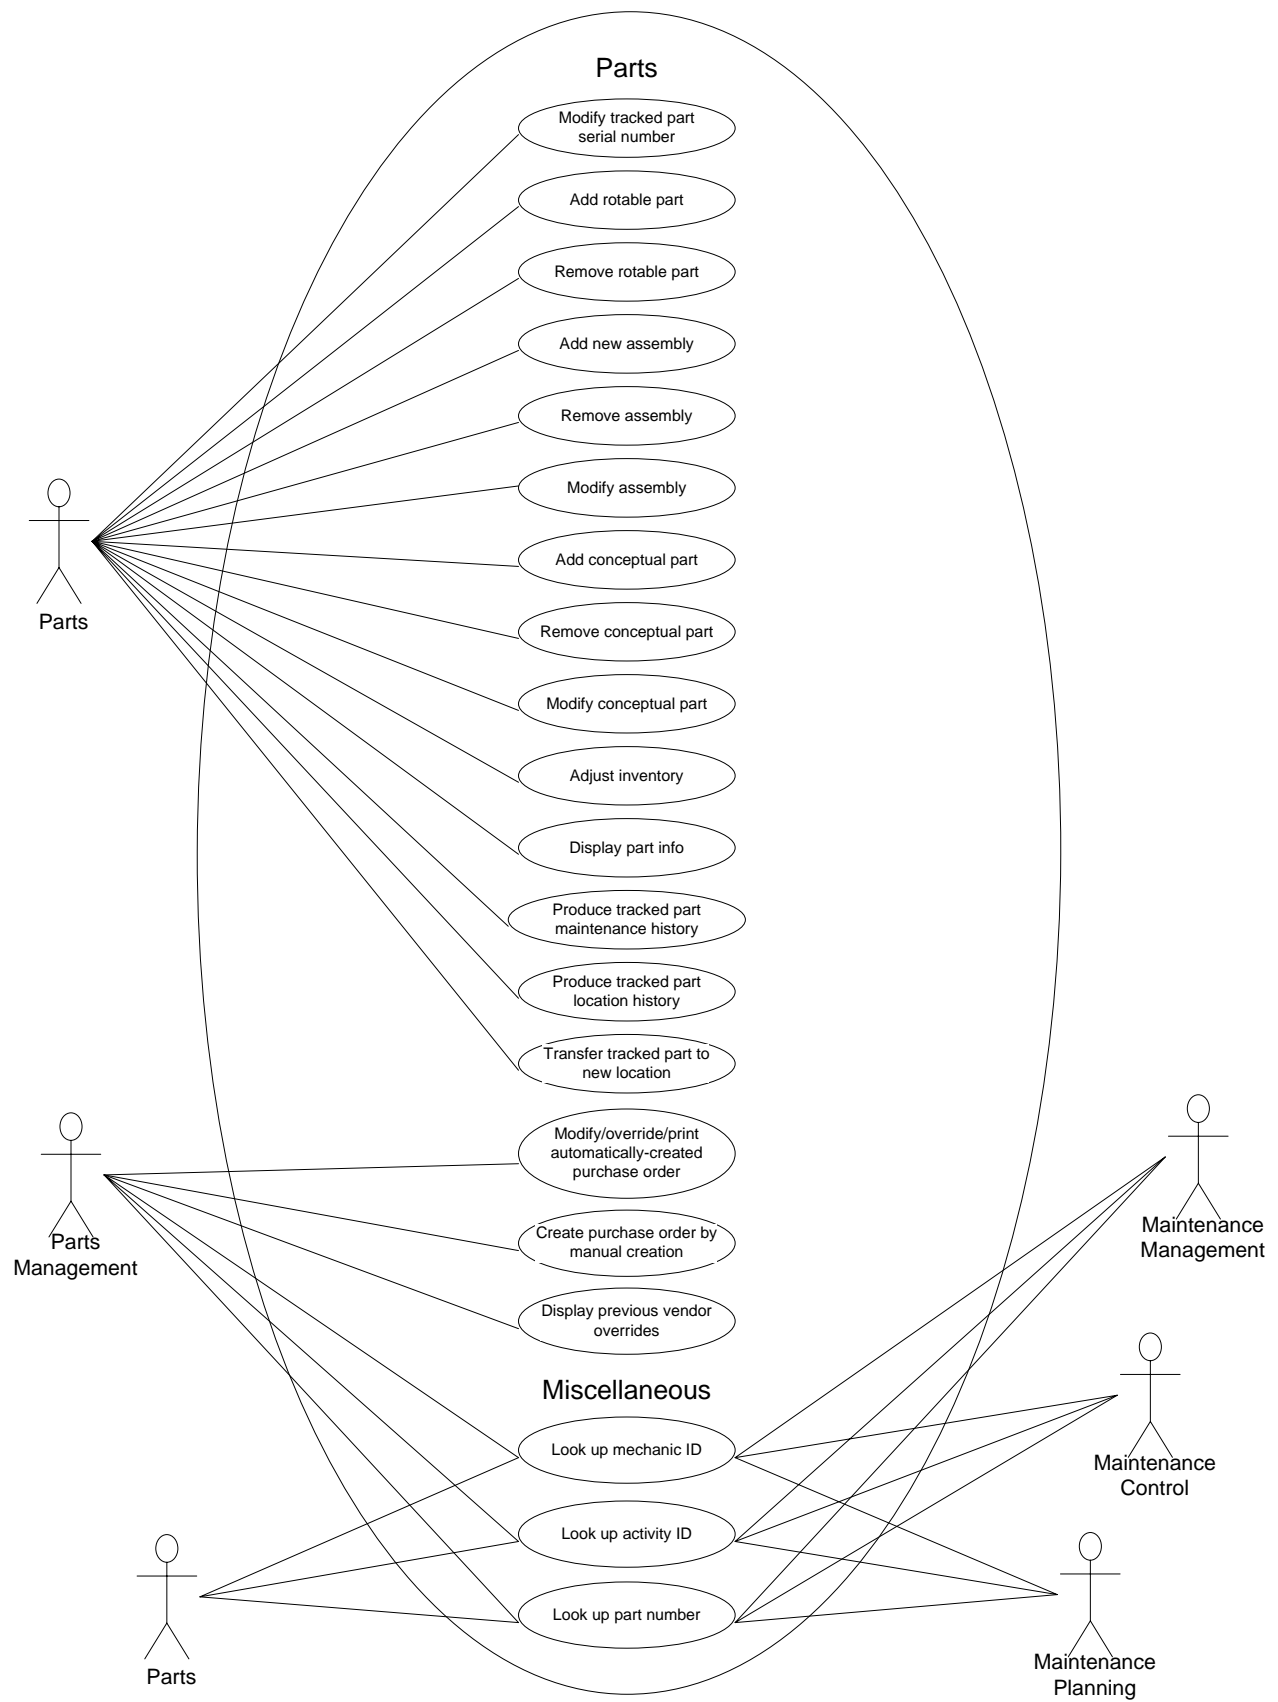 Parts
Modify tracked part
serial number
Add rotable part
Remove rotable part
Add new assembly
Remove assembly
Modify assembly
Add conceptual part
Parts
Remove conceptual part
Modify conceptual part
Adjust inventory
Display part info
Produce tracked part
maintenance history
Produce tracked part
location history
Transfer tracked part to
new location
Modify/override/print
automatically-created
purchase order
Parts
Management
Create purchase order by
manual creation
Maintenance
Management
Display previous vendor
overrides
Miscellaneous
Look up mechanic ID
Maintenance
Control
Look up activity ID
Look up part number
Parts
Maintenance
Planning